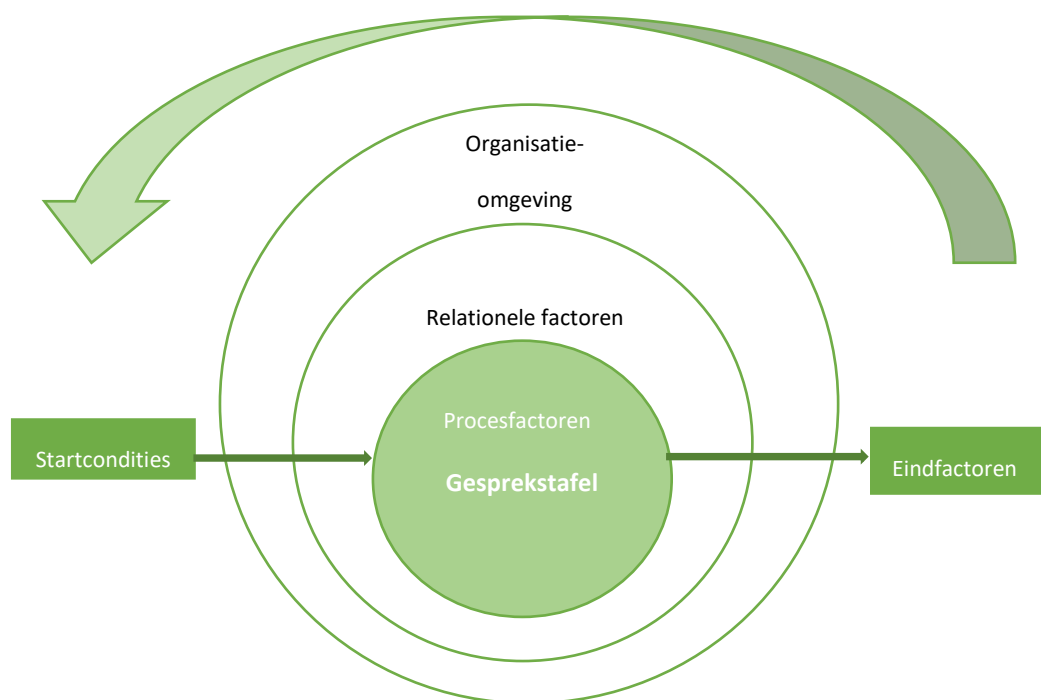 Organisatie-
omgeving
Relationele factoren
Procesfactoren
Gesprekstafel
Startcondities
Eindfactoren